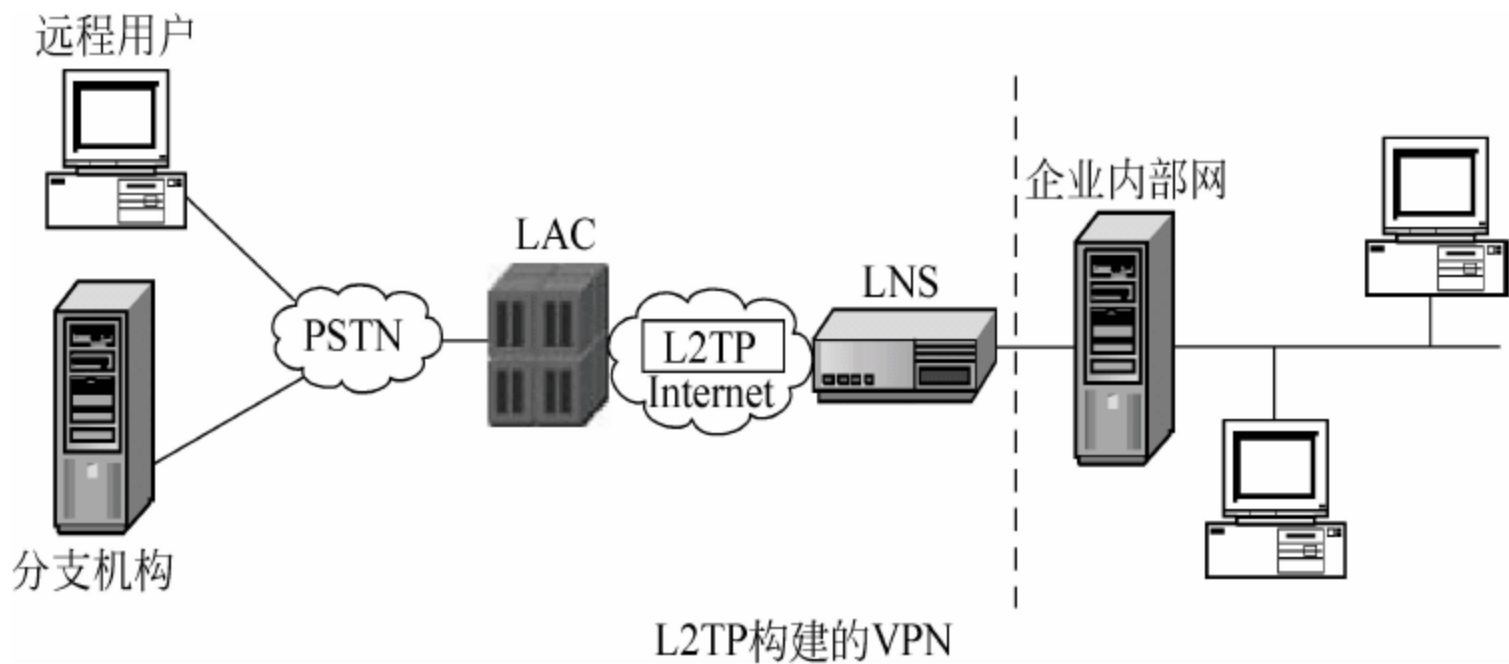 远程用户
企业内部网
LAC
LNS
PSTN
L2TP
Internet
分支机构
L2TP构建的VPN